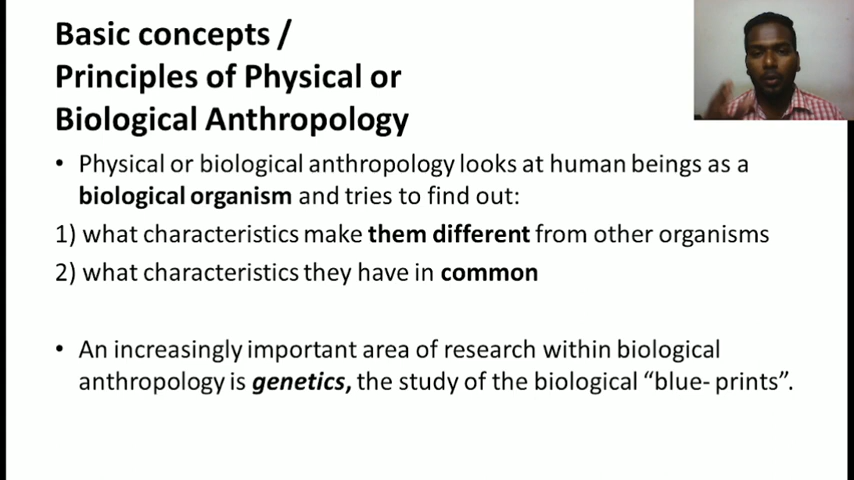 Basic concepts /
Principles of Physical or
Biological Anthropology
• Physical or biological anthropology looks at human beings as a
biological organism and tries to find out:
1) what characteristics make them different from other organisms
2) what characteristics they have in common
• An increasingly important area of research within biological
anthropology is genetics, the study of the biological “blue- prints”.